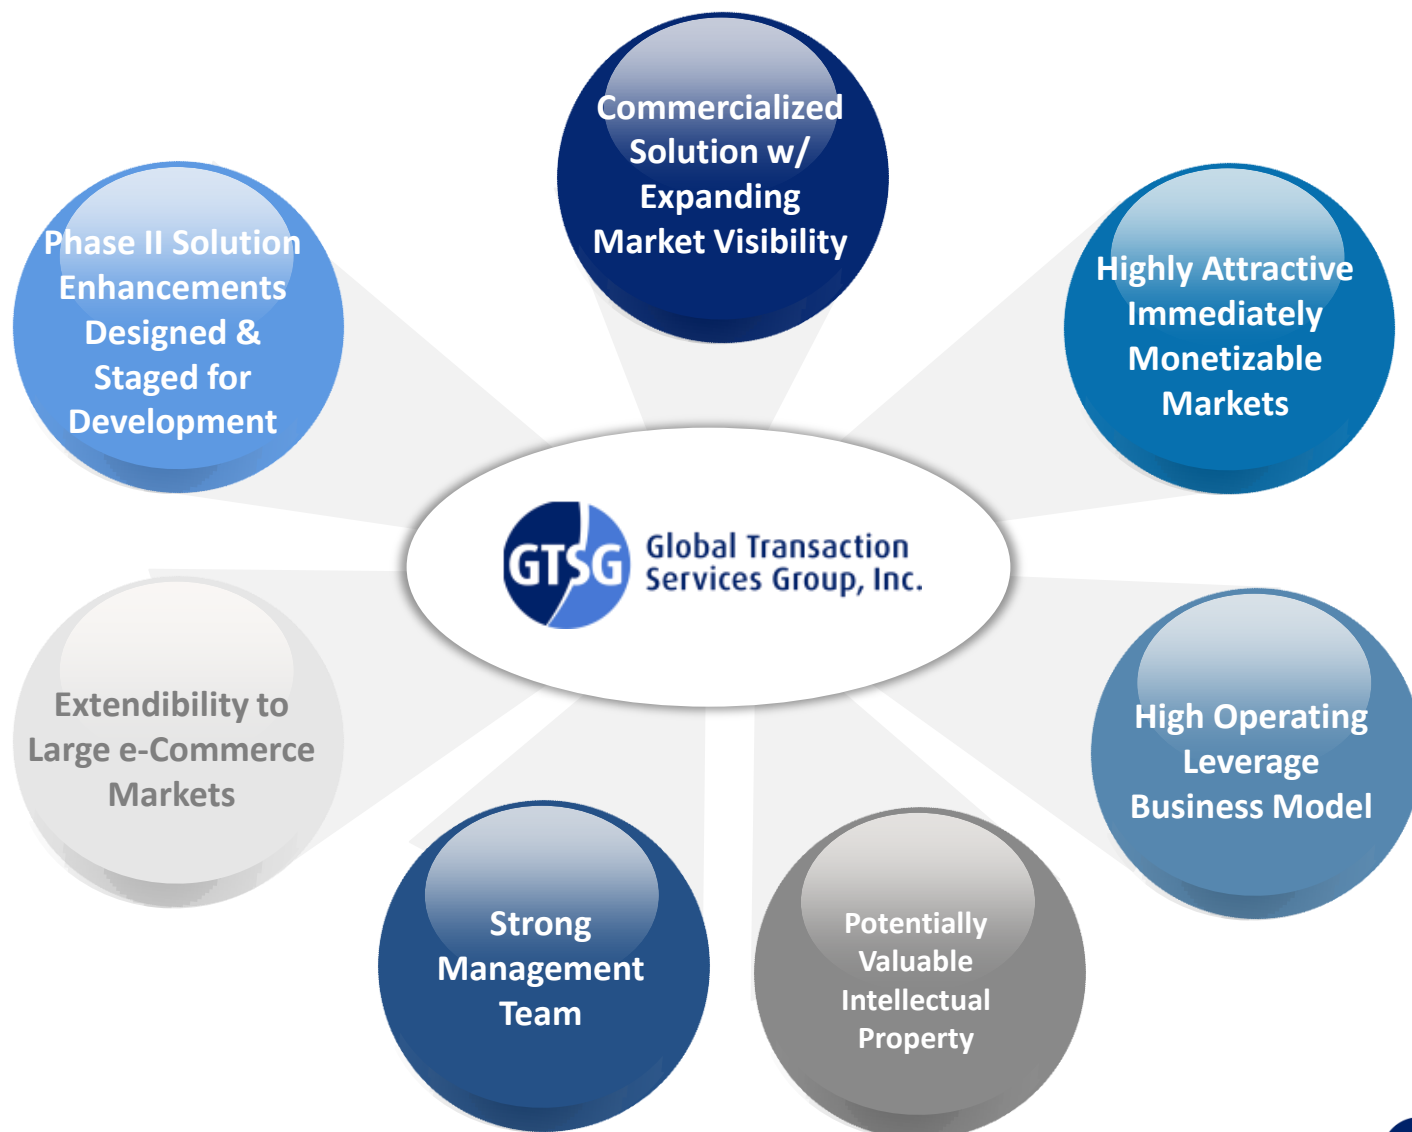 Commercialized
Solution w/
Expanding
Market Visibility
Highly Attractive
Immediately
Monetizable
Markets
High Operating
Leverage
Business Model
Potentially
Valuable
Intellectual
Property
Strong
Management
Team
Extendibility to
Large e-Commerce
Markets
Phase II Solution
Enhancements
Designed &
Staged for
Development
GTSG
Global Transaction
Services Group, Inc.